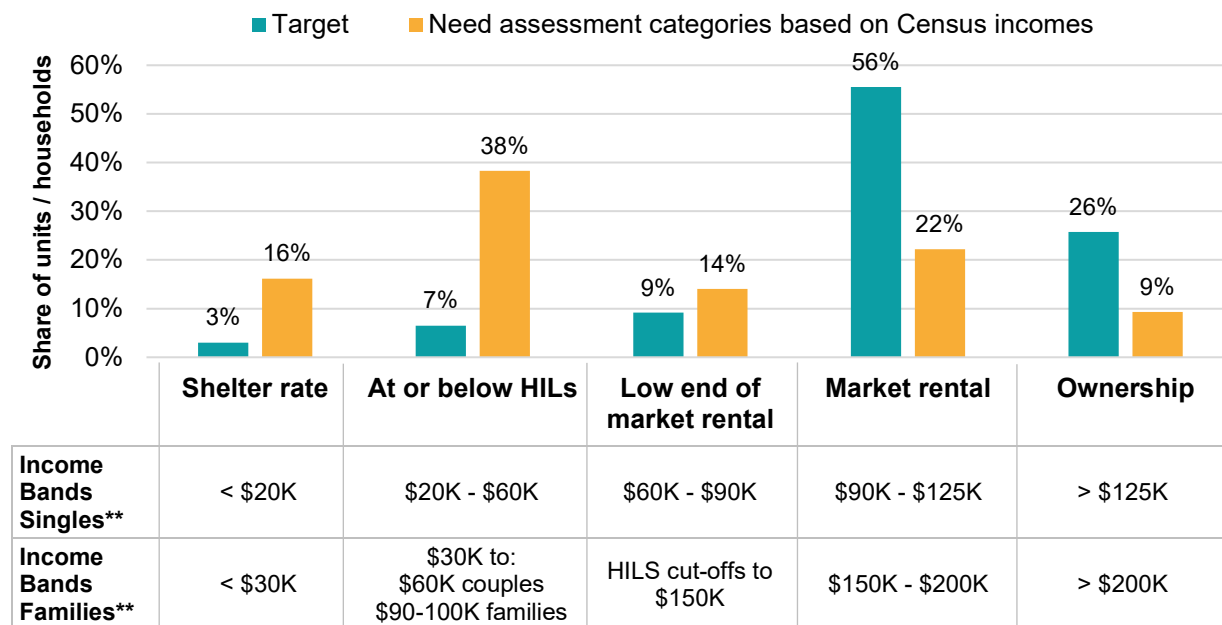 Target
Need assessment categories based on Census incomes
Share of units / households
60%
50%
40%
30%
20%
10%
0%
3%
16%
7%
38%
9%
14%
56%
22%
26%
9%
Shelter rate
At or below HILs
Low end of
market rental
Market rental
Ownership
Income
Bands
Singles**
< $20K
$20K - $60K
$60K - $90K
$90K - $125K
> $125K
Income
Bands
Families**
< $30K
$30K to:
$60K couples
$90-100K families
HILS cut-offs to
$150K
$150K - $200K
> $200K